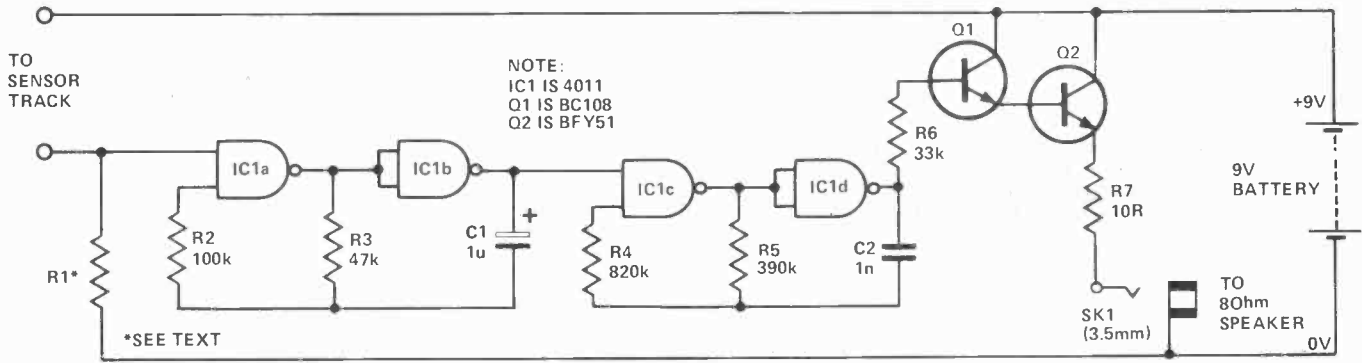 TO
SENSOR
TRACK
NOTE:
IC1 IS 4011
Q1 IS BC108
Q2 IS BFY51
Q1
Q2
+9V
9V
BATTERY
R6
33k
R7
10R
IC1a
IC1b
IC1c
IC1d
R1*
R2
100k
R3
47k
C1
1u
+
R4
820k
R5
390k
C2
1n
SK1
(3.5mm)
TO
8Ohm
SPEAKER
0V
*SEE TEXT